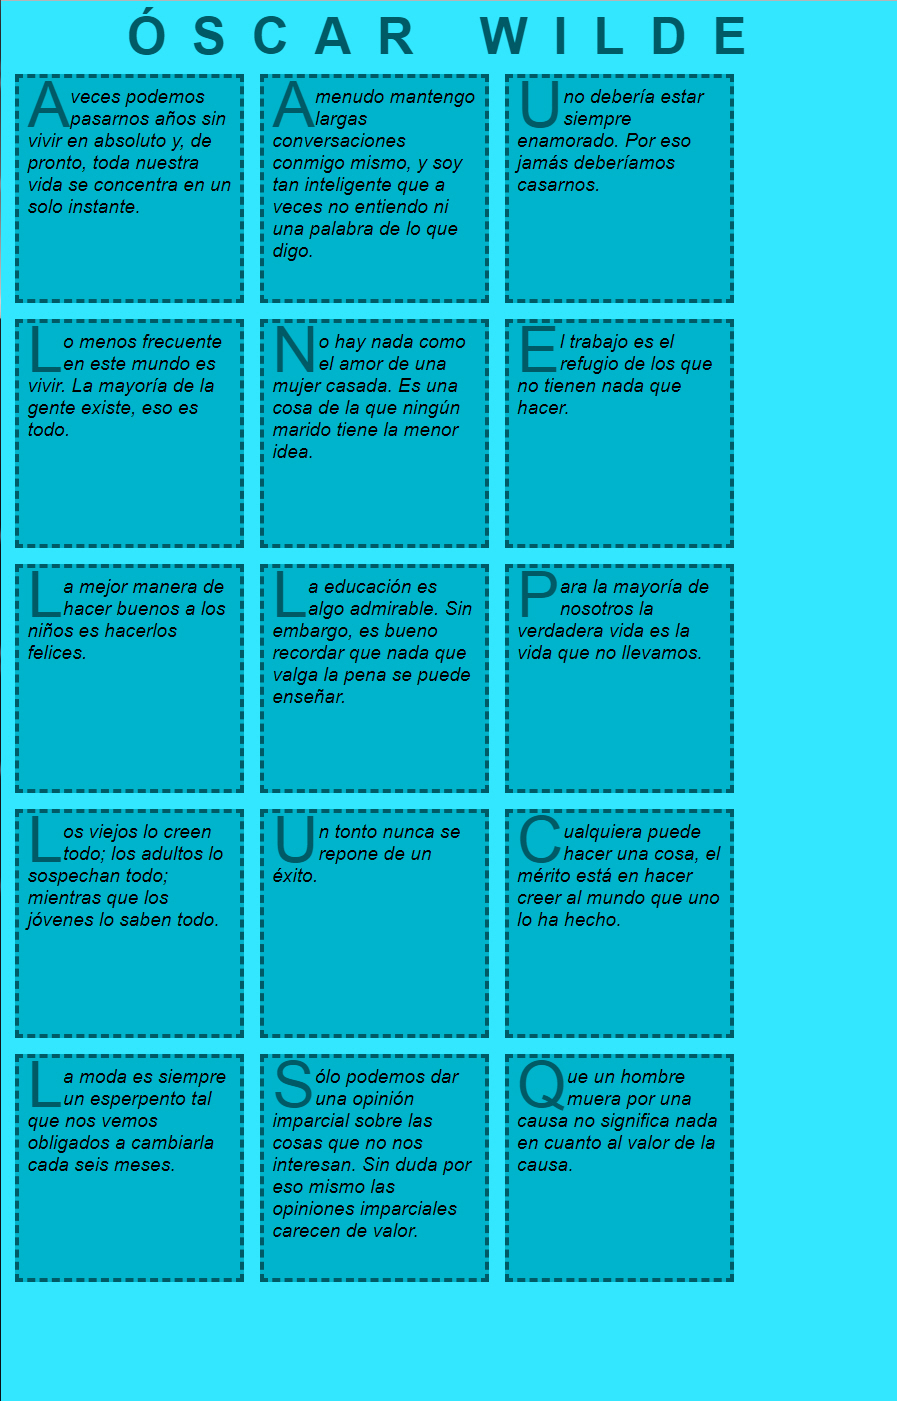 ÓSCAR WILDE
A veces podemos
pasarnos años sin
vivir en absoluto y, de
pronto, toda nuestra
vida se concentra en un
solo instante.
A menudo mantengo
largas
conversaciones
conmigo mismo, y soy
tan inteligente que a
veces no entiendo ni
una palabra de lo que
digo.
Uno debería estar
siempre
enamorado. Por eso
jamás deberíamos
casarnos.
Lo menos frecuente
en este mundo es
vivir. La mayoría de la
gente existe, eso es
todo.
No hay nada como
el amor de una
mujer casada. Es una
cosa de la que ningún
marido tiene la menor
idea.
El trabajo es el
refugio de los que
no tienen nada que
hacer.
La mejor manera de
hacer buenos a los
niños es hacerlos
felices.
La educación es
algo admirable. Sin
embargo, es bueno
recordar que nada que
valga la pena se puede
enseñar.
Para la mayoría de
nosotros la
verdadera vida es la
vida que no llevamos.
Los viejos lo creen
todo; los adultos lo
sospechan todo;
mientras que los
jóvenes lo saben todo.
Un tonto nunca se
repone de un
éxito.
Cualquiera puede
hacer una cosa, el
mérito está en hacer
creer al mundo que uno
lo ha hecho.
La moda es siempre
un esperpento tal
que nos vemos
obligados a cambiarla
cada seis meses.
Sólo podemos dar
una opinión
imparcial sobre las
cosas que no nos
interesan. Sin duda por
eso mismo las
opiniones imparciales
carecen de valor.
Que un hombre
muera por una
causa no significa nada
en cuanto al valor de la
causa.